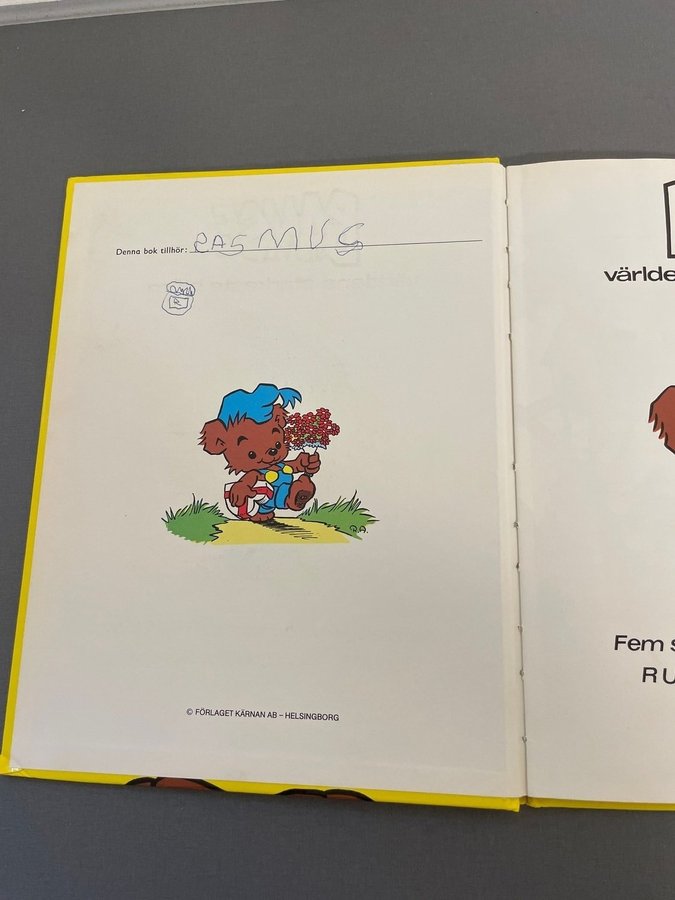 Denna bok tillhör: RASMUS
R
R.A.
© FÖRLAGET KÄRNAN AB – HELSINGBORG
världe
Fem s
RU